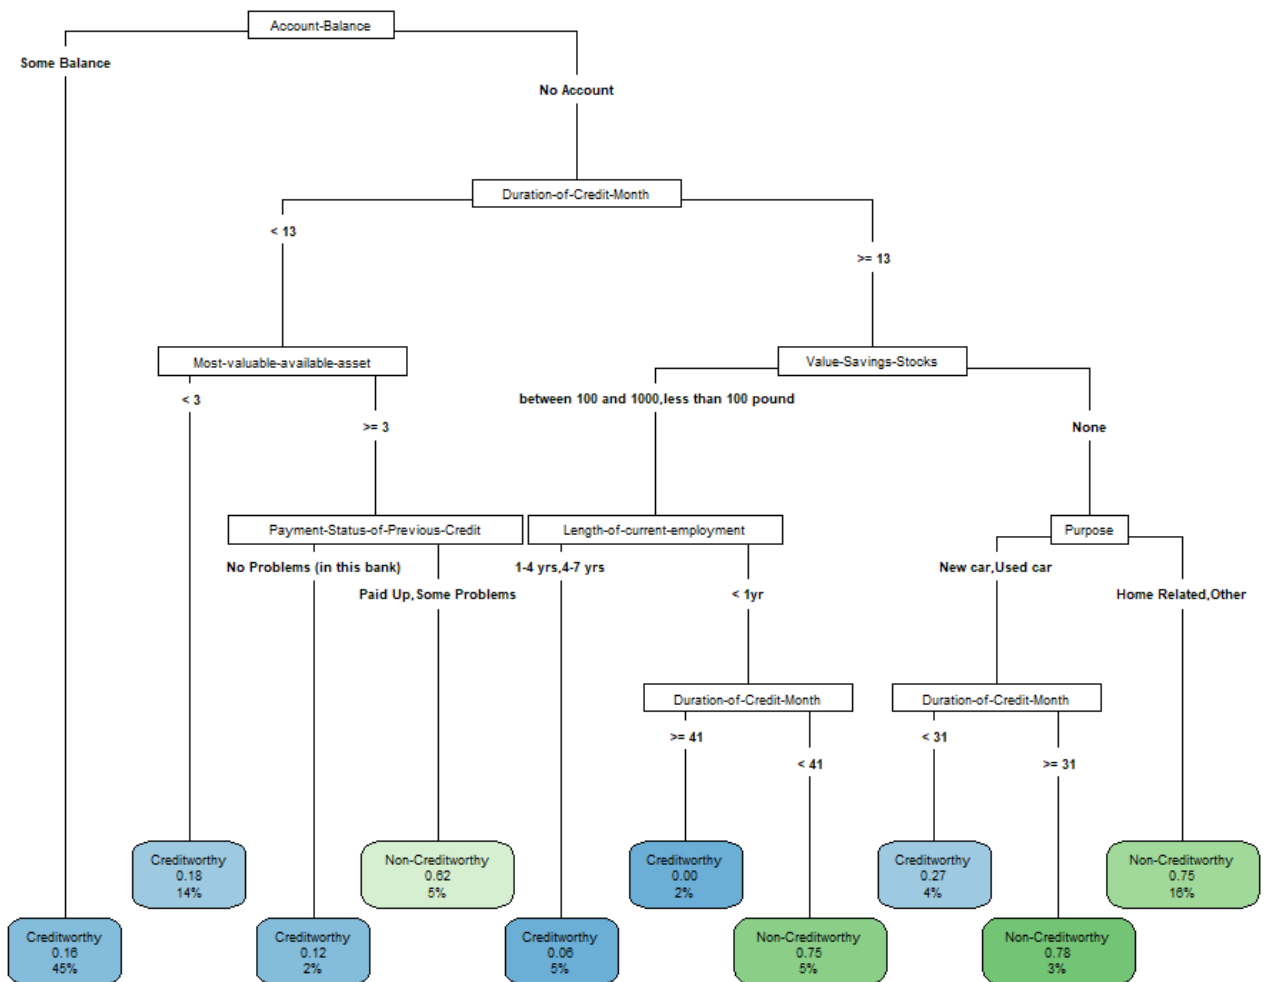 Account-Balance
Some Balance
No Account
Duration-of-Credit-Month
< 13
>= 13
Most-valuable-available-asset
Value-Savings-Stocks
< 3
between 100 and 1000,less than 100 pound
>= 3
None
Payment-Status-of-Previous-Credit
Length-of-current-employment
Purpose
No Problems (in this bank)
1-4 yrs,4-7 yrs
New car,Used car
Paid Up,Some Problems
< 1yr
Home Related,Other
Duration-of-Credit-Month
Duration-of-Credit-Month
>= 41
< 31
< 41
>= 31
Creditworthy
0.18
14%
Non-Creditworthy
0.62
5%
Creditworthy
0.00
2%
Creditworthy
0.27
4%
Non-Creditworthy
0.75
16%
Creditworthy
0.16
45%
Creditworthy
0.12
2%
Creditworthy
0.06
5%
Non-Creditworthy
0.75
5%
Non-Creditworthy
0.78
3%